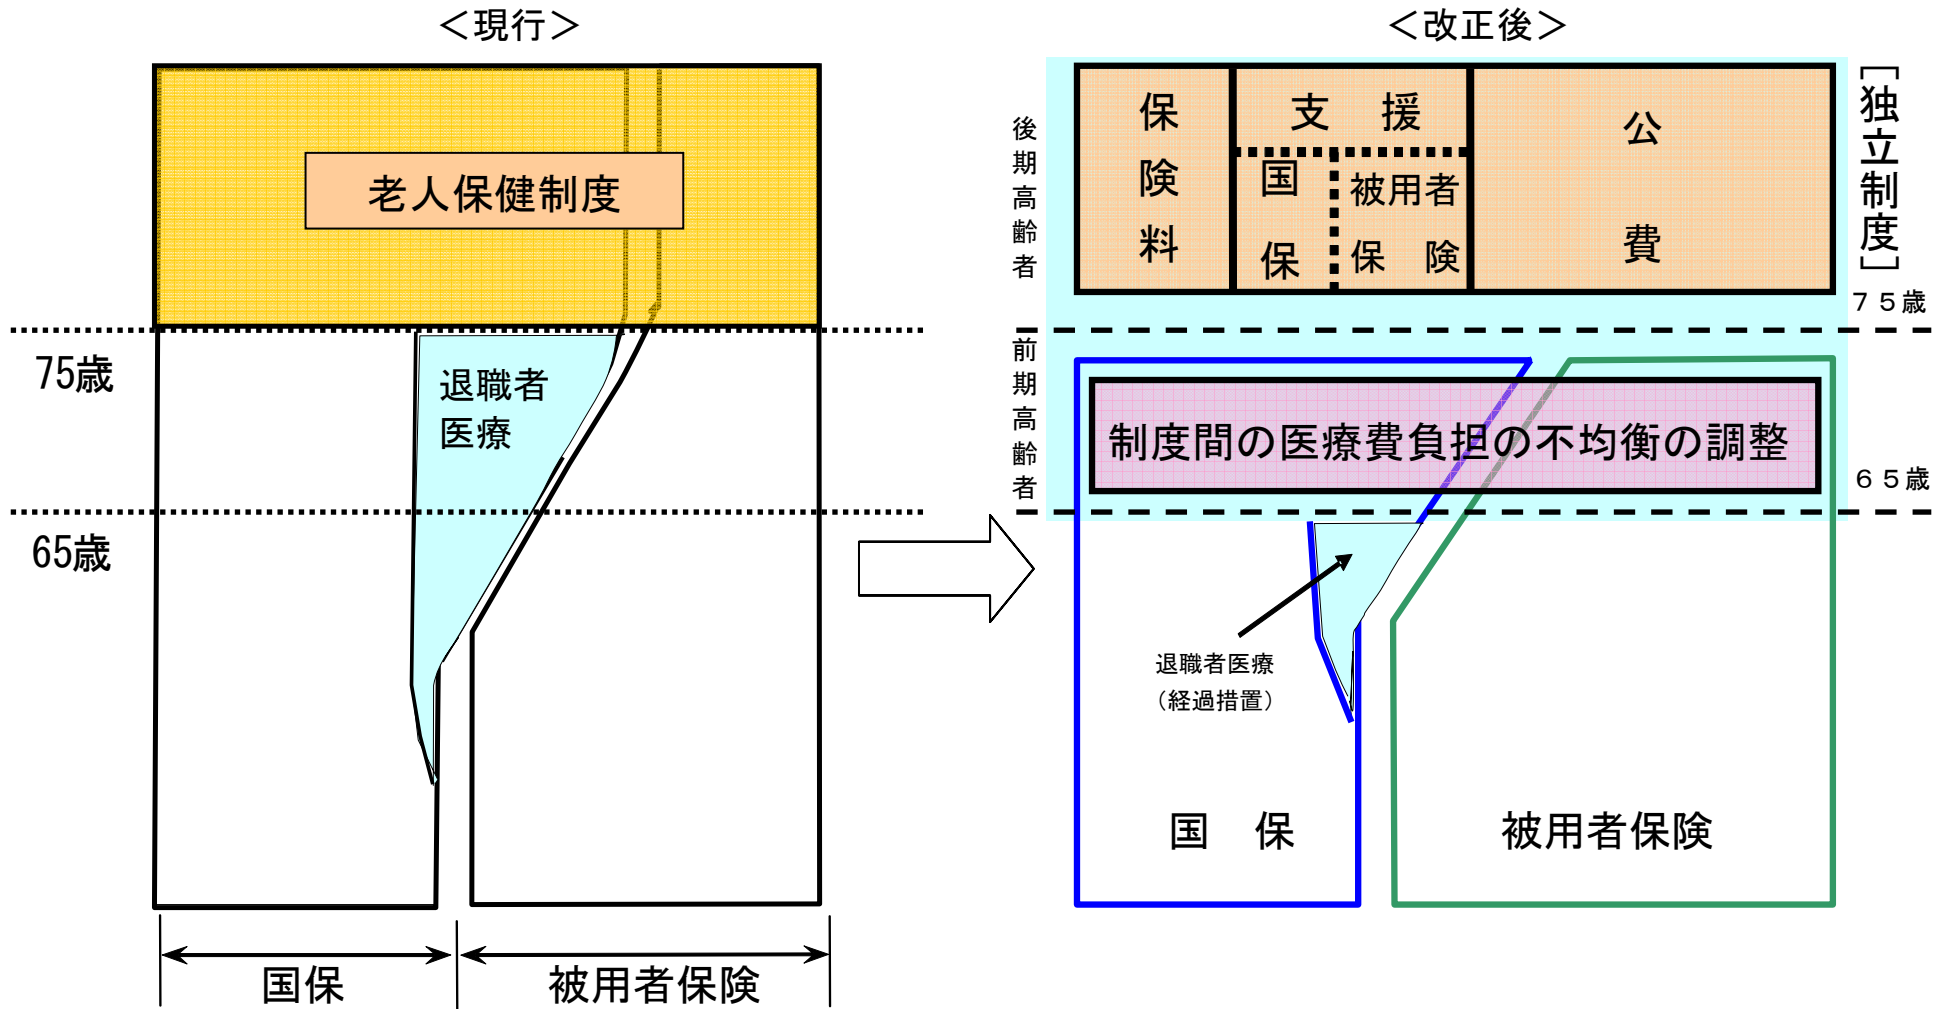 ＜現行＞
老人保健制度
75歳
退職者
医療
65歳
国保
被用者保険
＜改正後＞
後期高齢者
保険料
支　援
国保
被用者
保　険
公費
［独立制度］
７５歳
前期高齢者
制度間の医療費負担の不均衡の調整
６５歳
退職者医療
（経過措置）
国　保
被用者保険